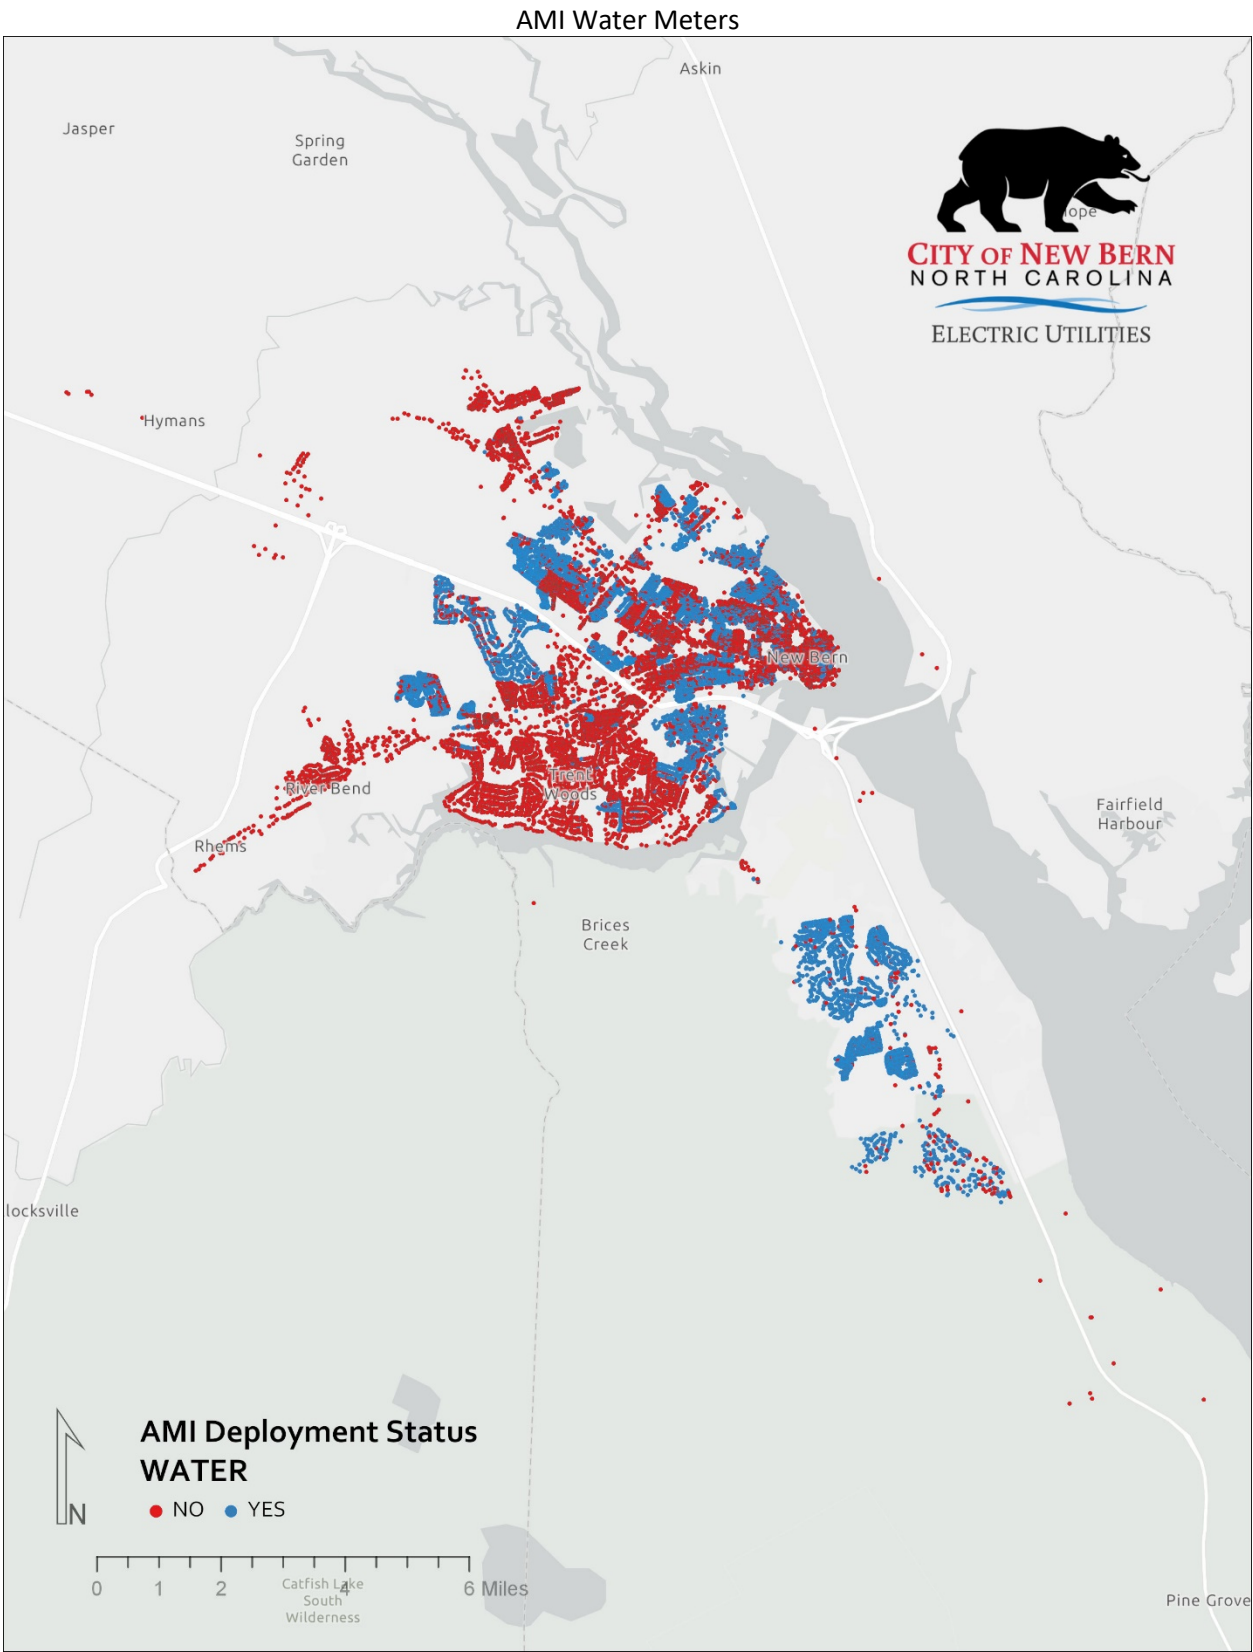 AMI Water Meters
Askin
Jasper
Spring
Garden
ope
CITY OF NEW BERN
NORTH CAROLINA
ELECTRIC UTILITIES
Hymans
New Bern
Trent
Woods
River Bend
Fairfield
Harbour
Rhems
Brices
Creek
locksville
AMI Deployment Status
WATER
NO YES
N
0 1 2 4 6 Miles
Catfish Lake
South
Wilderness
Pine Grove